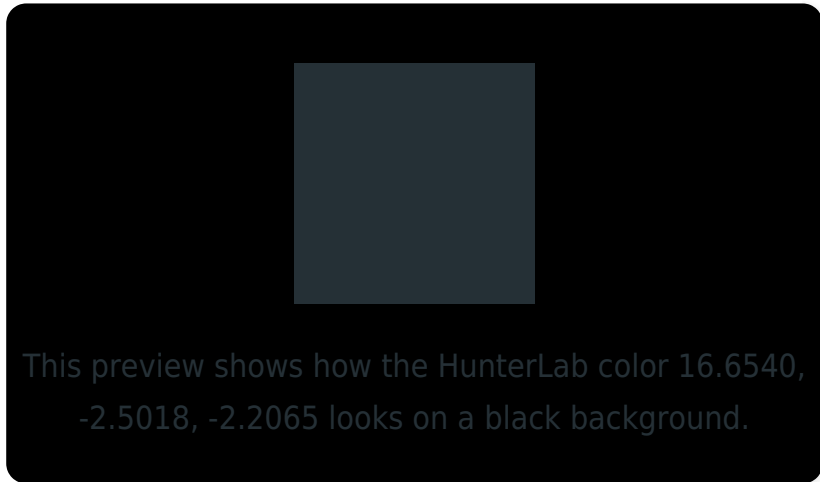 This preview shows how the HunterLab color 16.6540,
-2.5018, -2.2065 looks on a black background.